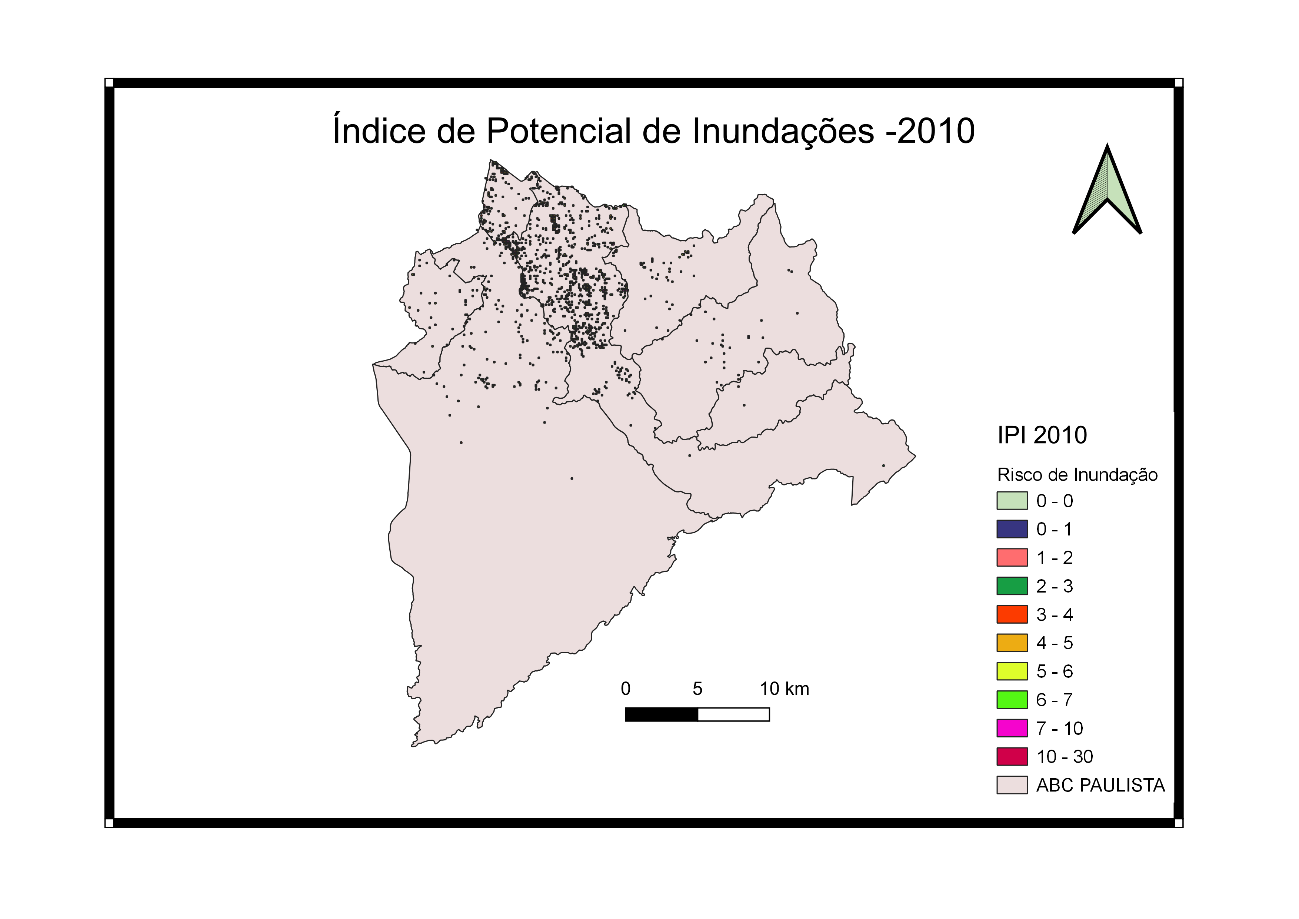 Índice de Potencial de Inundações -2010
IPI 2010
Risco de Inundação
0 - 0
0 - 1
1 - 2
2 - 3
3 - 4
4 - 5
5 - 6
6 - 7
7 - 10
10 - 30
ABC PAULISTA
0 5 10 km